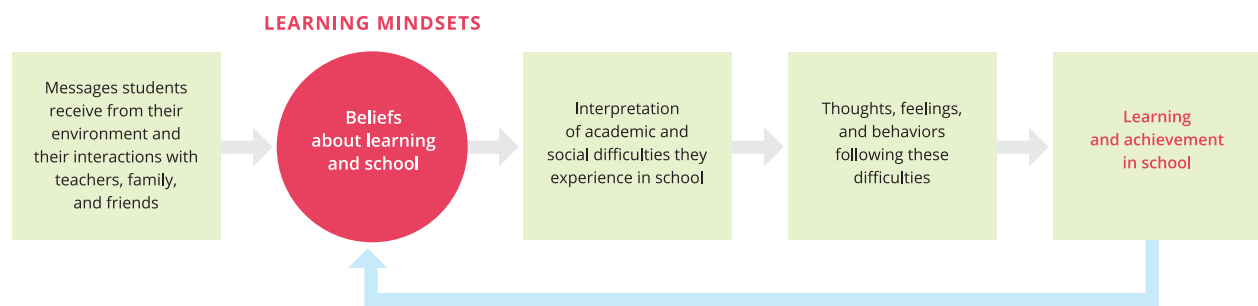 LEARNING MINDSETS
Messages students
receive from their
environment and
their interactions with
teachers, family,
and friends
Beliefs
about learning
and school
Interpretation
of academic and
social difficulties they
experience in school
Thoughts, feelings,
and behaviors
following these
difficulties
Learning
and achievement
in school